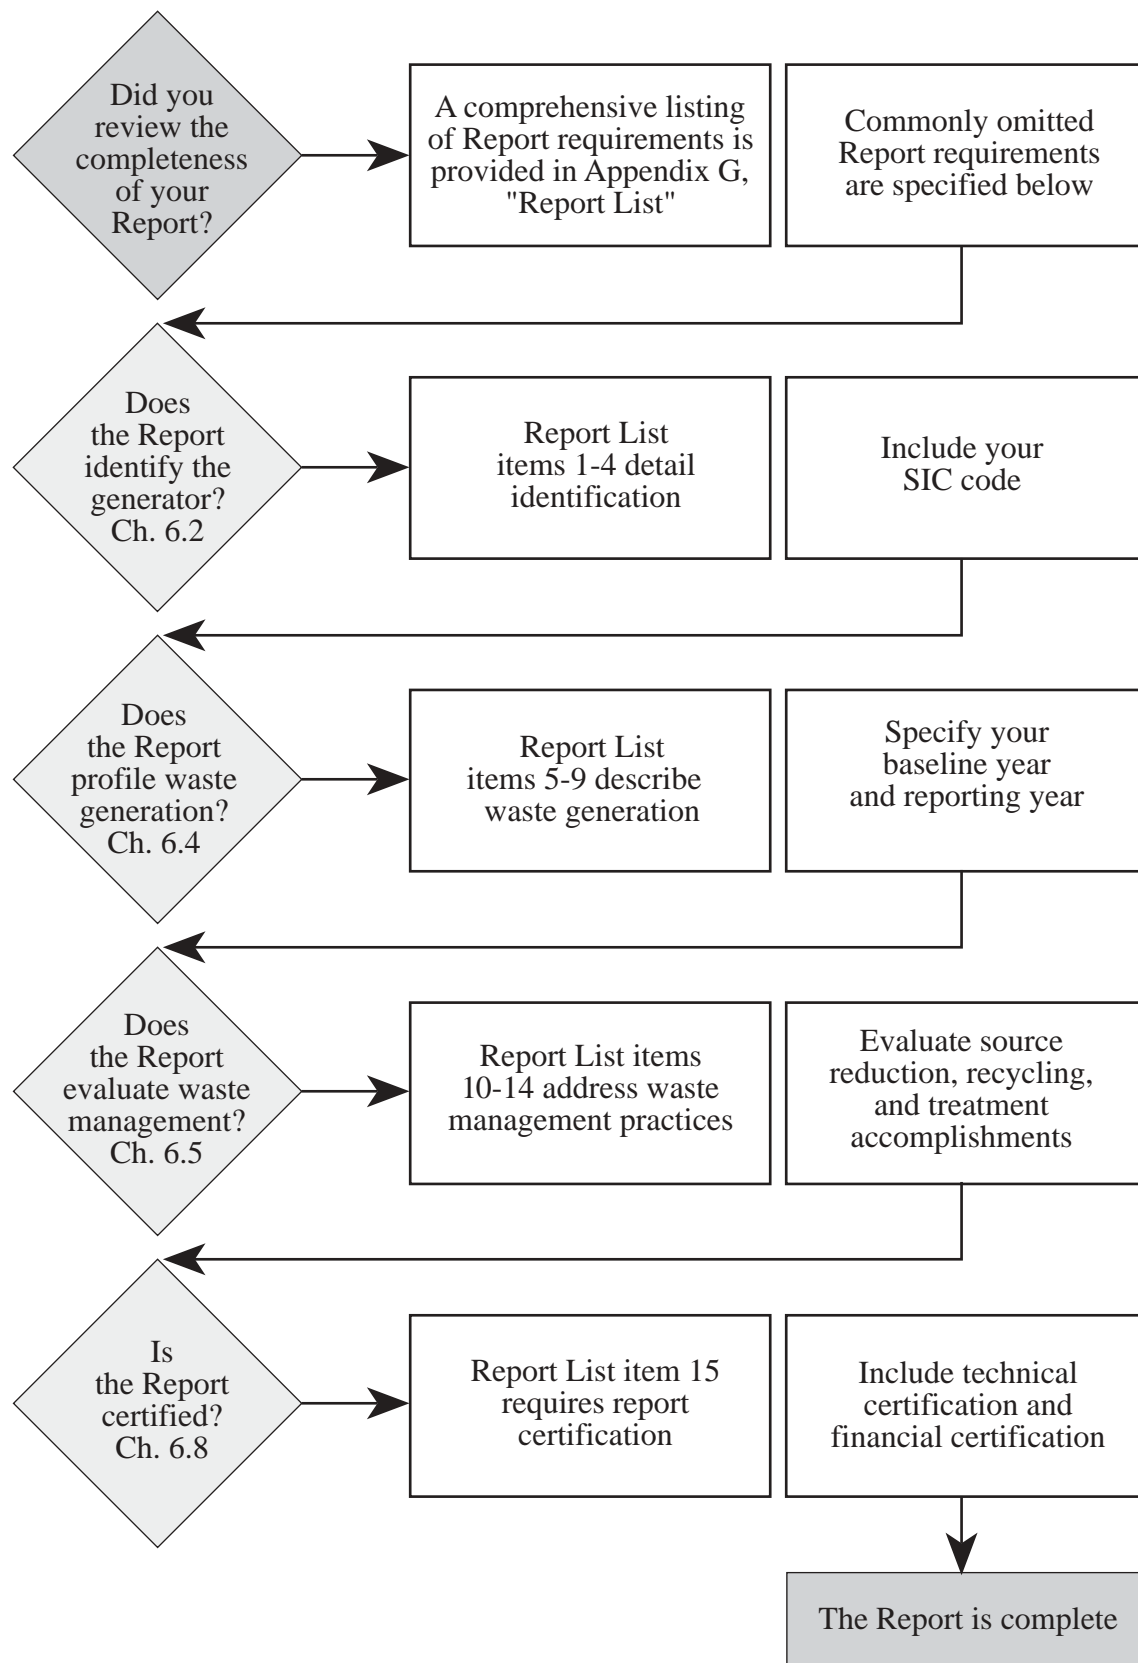 Did you
review the
completeness
of your
Report?
A comprehensive listing
of Report requirements is
provided in Appendix G,
"Report List"
Commonly omitted
Report requirements
are specified below
Does
the Report
identify the
generator?
Ch. 6.2
Report List
items 1-4 detail
identification
Include your
SIC code
Does
the Report
profile waste
generation?
Ch. 6.4
Report List
items 5-9 describe
waste generation
Specify your
baseline year
and reporting year
Does
the Report
evaluate waste
management?
Ch. 6.5
Report List items
10-14 address waste
management practices
Evaluate source
reduction, recycling,
and treatment
accomplishments
Is
the Report
certified?
Ch. 6.8
Report List item 15
requires report
certification
Include technical
certification and
financial certification
The Report is complete